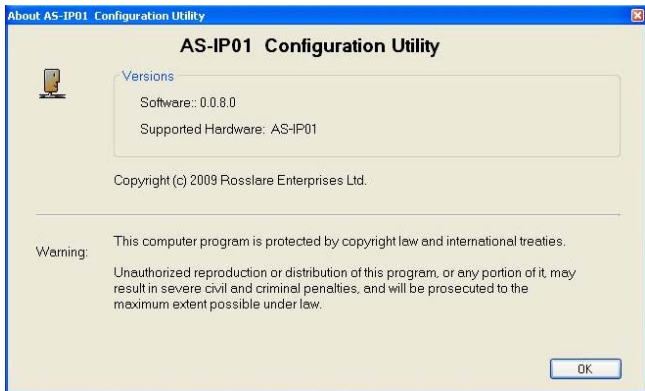 About AS-IP01 Configuration Utility
AS-IP01 Configuration Utility
Versions
Software:: 0.0.8.0
Supported Hardware: AS-IP01
Copyright (c) 2009 Rosslare Enterprises Ltd.
Warning:
This computer program is protected by copyright law and international treaties.
Unauthorized reproduction or distribution of this program, or any portion of it, may
result in severe civil and criminal penalties, and will be prosecuted to the
maximum extent possible under law.
OK